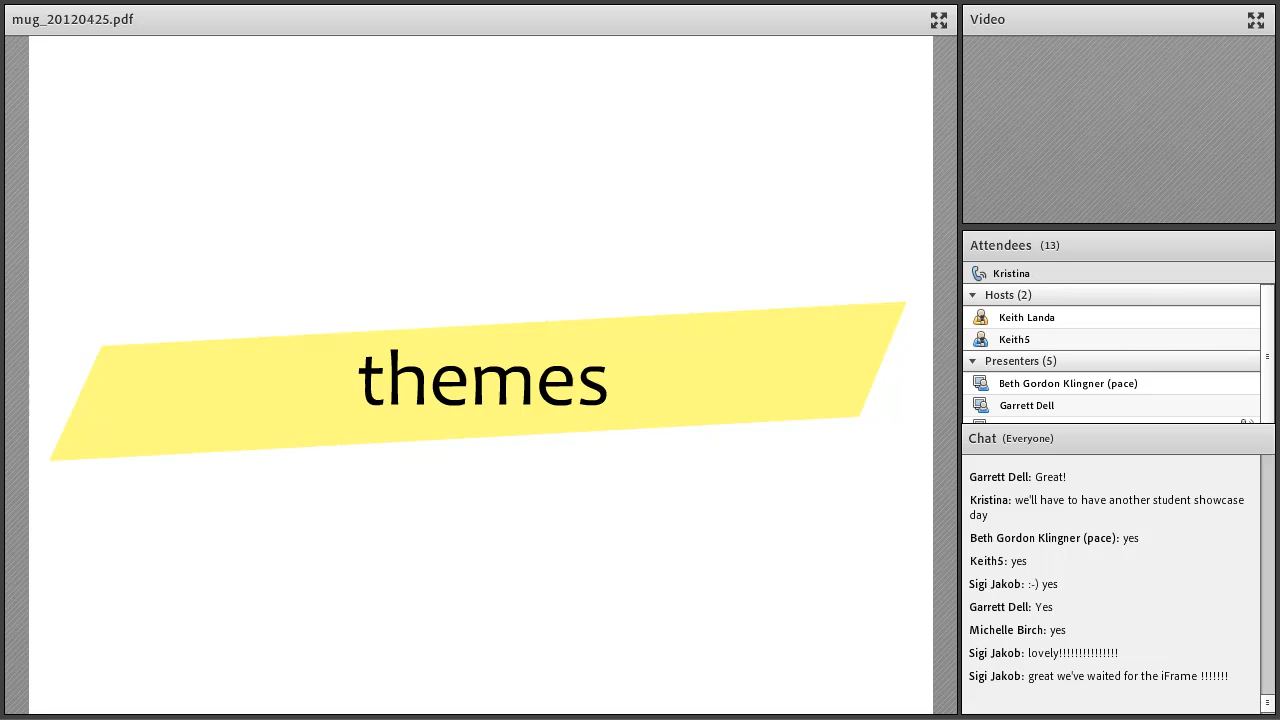 mug_20120425.pdf
themes
Video
Attendees (13)
Kristina
Hosts (2)
Keith Landa
Keith5
Presenters (5)
Beth Gordon Klingner (pace)
Garrett Dell
Chat (Everyone)
Garrett Dell: Great!
Kristina: we'll have to have another student showcase
day
Beth Gordon Klingner (pace): yes
Keith5: yes
Sigi Jakob: :-) yes
Garrett Dell: Yes
Michelle Birch: yes
Sigi Jakob: lovely!!!!!!!!!!!!!!!
Sigi Jakob: great we've waited for the iFrame !!!!!!!